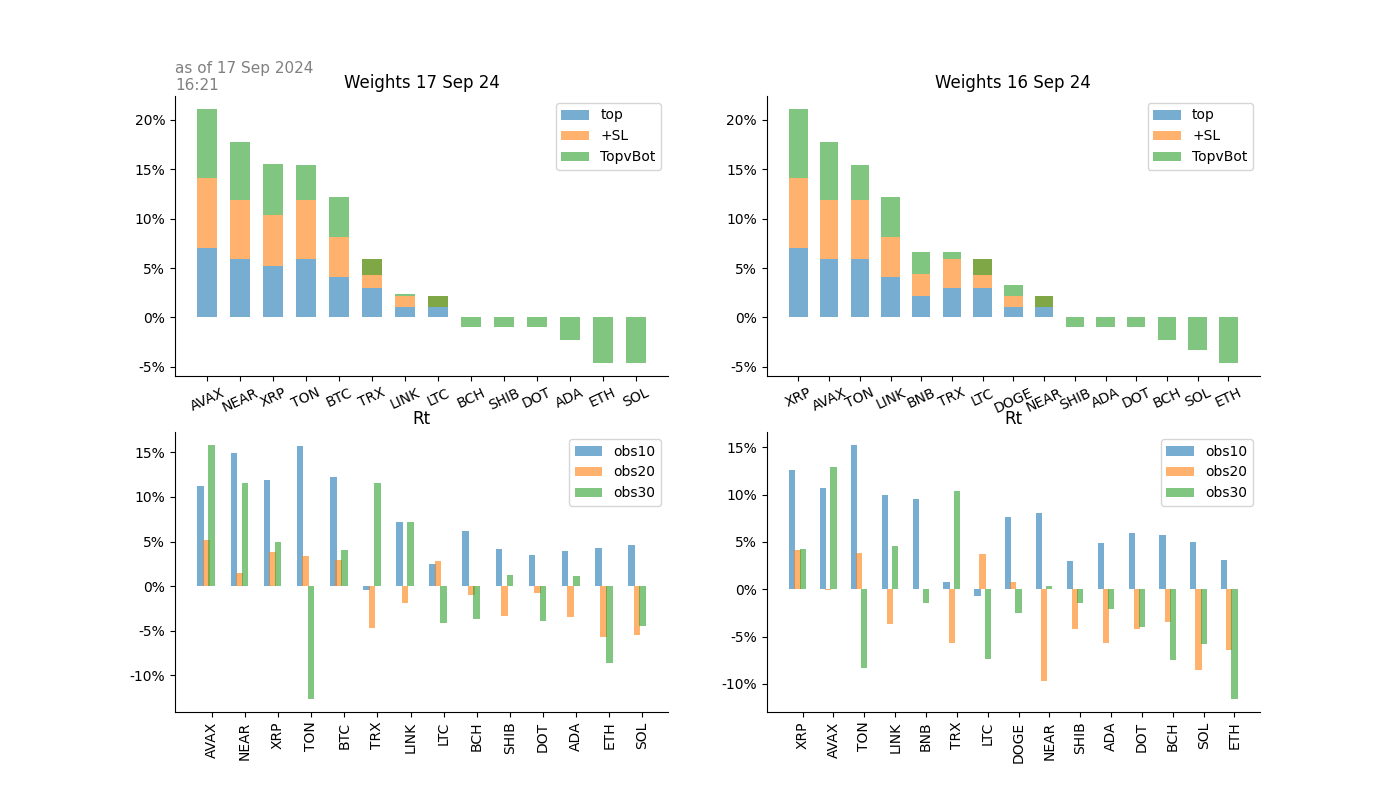 as of 17 Sep 2024
16:21
Weights 17 Sep 24
20%
15%
10%
5%
0%
-5%
top
+SL
TopvBot
AVAX NEAR XRP TON BTC TRX LINK LTC BCH SHIB DOT ADA ETH SOL
Weights 16 Sep 24
20%
15%
10%
5%
0%
-5%
top
+SL
TopvBot
XRP AVAX TON LINK BNB TRX LTC DOGE NEAR SHIB ADA DOT BCH SOL ETH
Rt
15%
10%
5%
0%
-5%
-10%
obs10
obs20
obs30
AVAX NEAR XRP TON BTC TRX LINK LTC BCH SHIB DOT ADA ETH SOL
Rt
15%
10%
5%
0%
-5%
-10%
obs10
obs20
obs30
XRP AVAX TON LINK BNB TRX LTC DOGE NEAR SHIB ADA DOT BCH SOL ETH